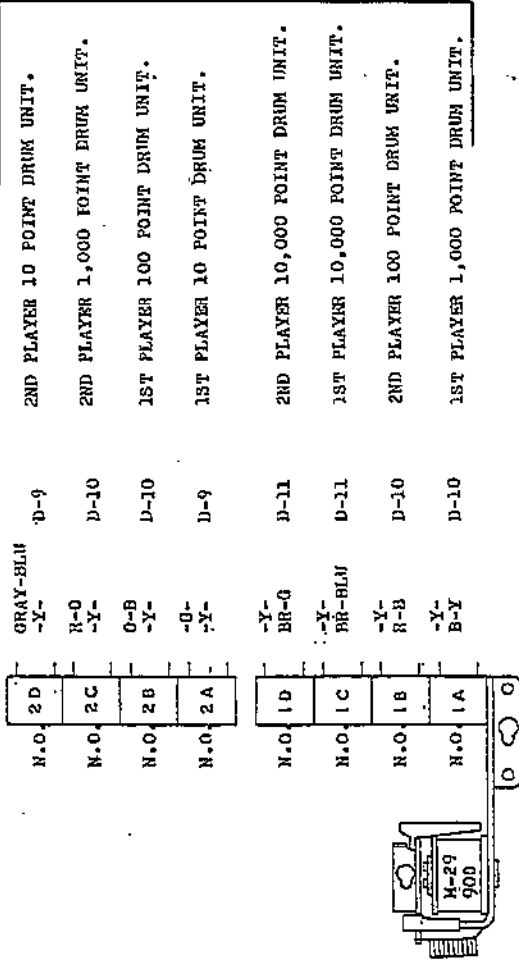 GRAY-BLU
N.O. 2D -Y- D-9 2ND PLAYER 10 POINT DRUM UNIT.
R-O
N.O. 2C -Y- D-10 2ND PLAYER 1,000 POINT DRUM UNIT.
O-B
N.O. 2B -Y- D-10 1ST PLAYER 100 POINT DRUM UNIT.
-O-
N.O. 2A -Y- D-9 1ST PLAYER 10 POINT DRUM UNIT.
-Y-
N.O. 1D BR-O D-11 2ND PLAYER 10,000 POINT DRUM UNIT.
-Y-
N.O. 1C BR-BLU D-11 1ST PLAYER 10,000 POINT DRUM UNIT.
-Y-
N.O. 1B R-B D-10 2ND PLAYER 100 POINT DRUM UNIT.
-Y-
N.O. 1A B-Y D-10 1ST PLAYER 1,000 POINT DRUM UNIT.
M-29
900